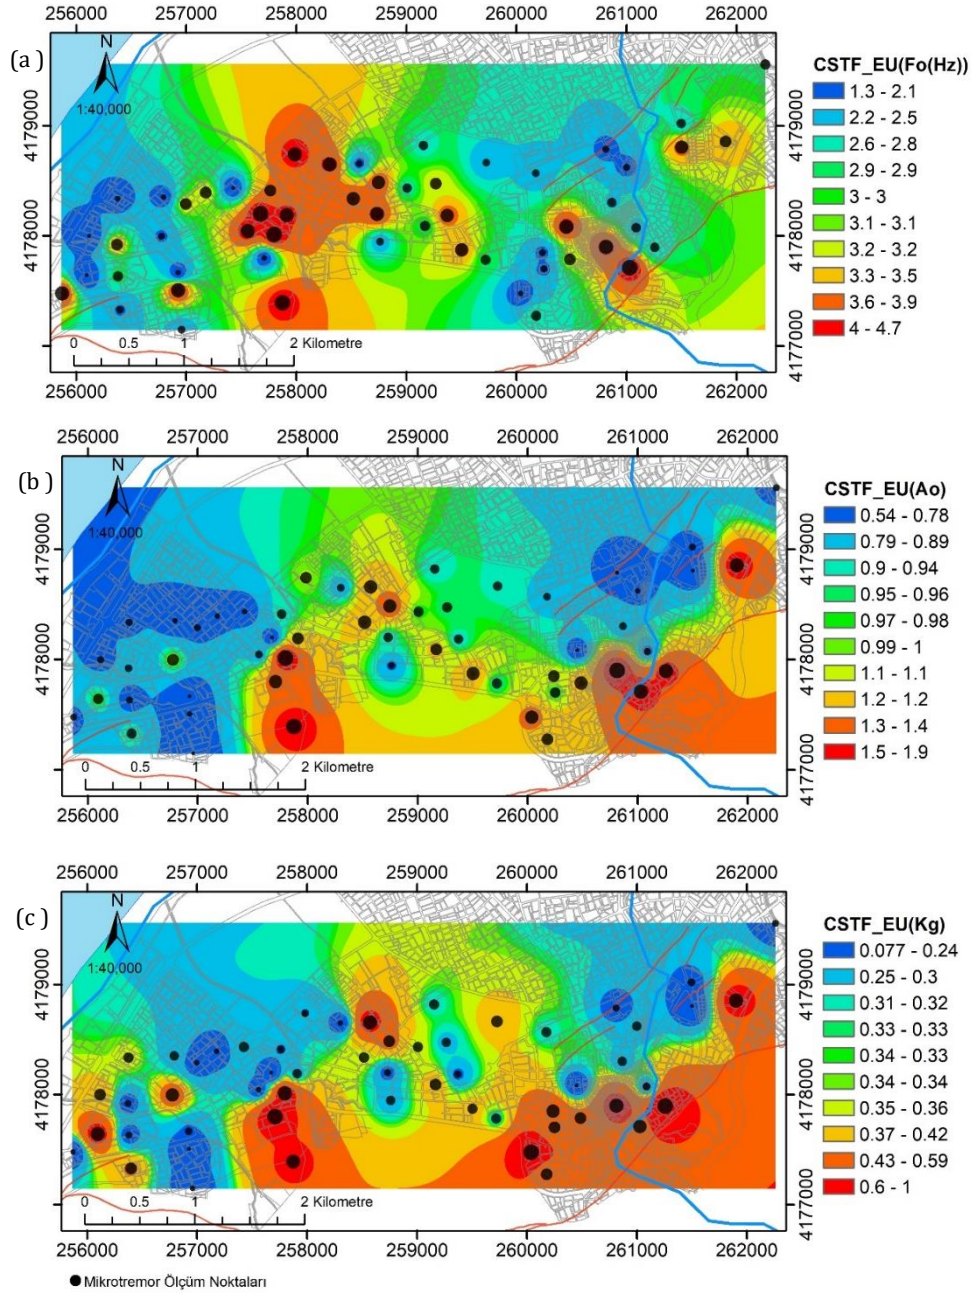 256000 257000 258000 259000 260000 261000 262000
(a )
N
1:40,000
4179000
4178000
4177000
4179000
4178000
4177000
0 0.5 1 2 Kilometre
256000 257000 258000 259000 260000 261000 262000
CSTF_EU(Fo(Hz))
1.3 - 2.1
2.2 - 2.5
2.6 - 2.8
2.9 - 2.9
3 - 3
3.1 - 3.1
3.2 - 3.2
3.3 - 3.5
3.6 - 3.9
4 - 4.7
256000 257000 258000 259000 260000 261000 262000
(b )
N
1:40,000
4179000
4178000
4177000
4179000
4178000
4177000
0 0.5 1 2 Kilometre
256000 257000 258000 259000 260000 261000 262000
CSTF_EU(Ao)
0.54 - 0.78
0.79 - 0.89
0.9 - 0.94
0.95 - 0.96
0.97 - 0.98
0.99 - 1
1.1 - 1.1
1.2 - 1.2
1.3 - 1.4
1.5 - 1.9
256000 257000 258000 259000 260000 261000 262000
(c )
N
1:40,000
4179000
4178000
4177000
4179000
4178000
4177000
0 0.5 1 2 Kilometre
256000 257000 258000 259000 260000 261000 262000
CSTF_EU(Kg)
0.077 - 0.24
0.25 - 0.3
0.31 - 0.32
0.33 - 0.33
0.34 - 0.33
0.34 - 0.34
0.35 - 0.36
0.37 - 0.42
0.43 - 0.59
0.6 - 1
Mikrotremor Ölçüm Noktaları